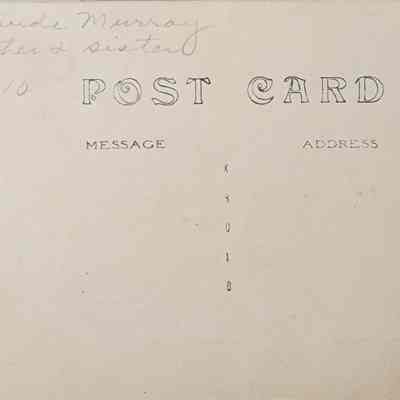 Murray
& sister
10
POST CARD
MESSAGE ADDRESS
K
R
U
X
O